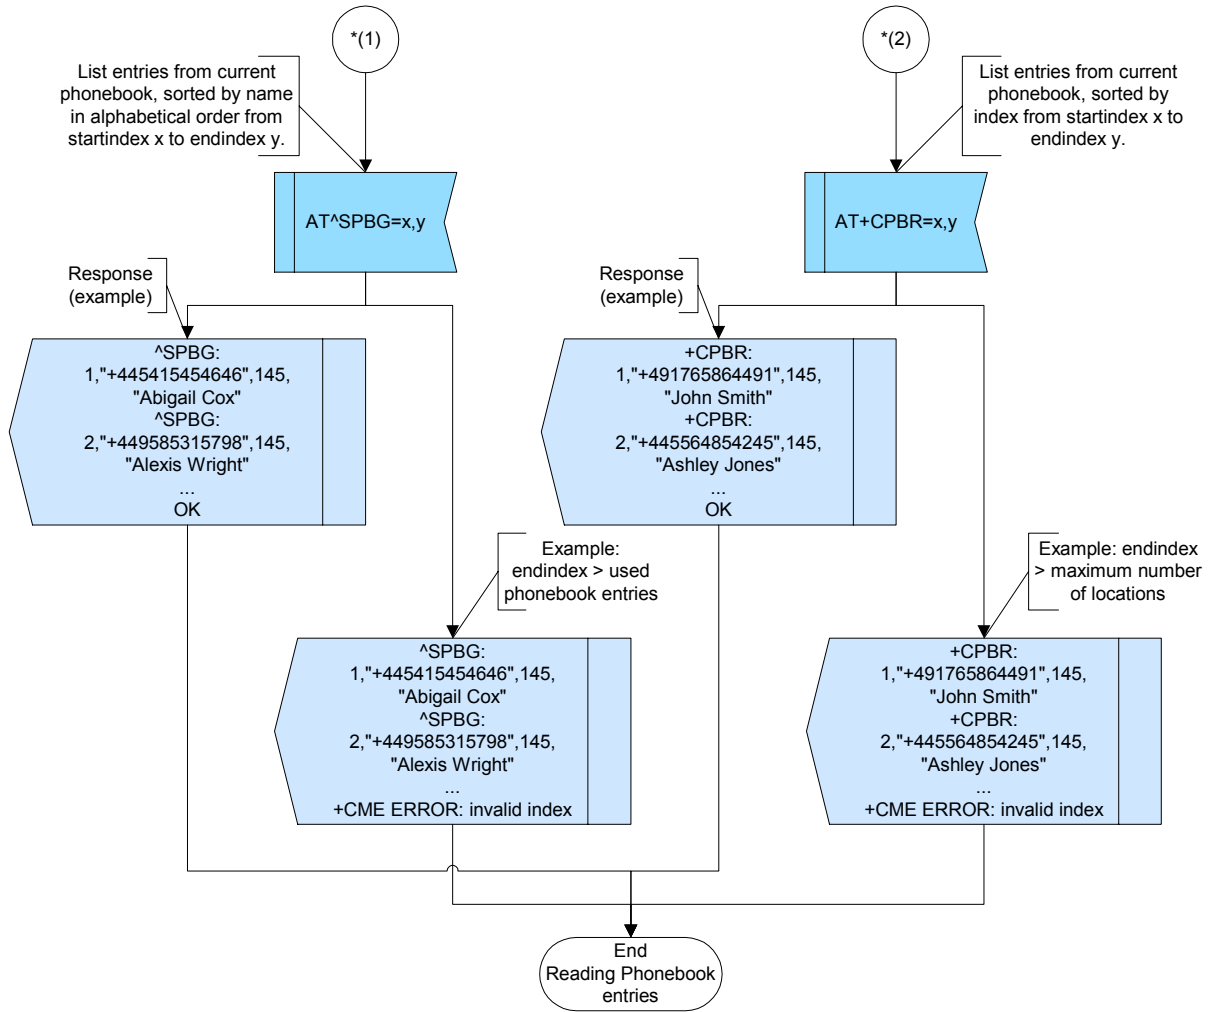 *(1)
*(2)
List entries from current
phonebook, sorted by name
in alphabetical order from
startindex x to endindex y.
List entries from current
phonebook, sorted by
index from startindex x to
endindex y.
AT^SPBG=x,y
AT+CPBR=x,y
Response
(example)
Response
(example)
^SPBG:
1,"+445415454646",145,
"Abigail Cox"
^SPBG:
2,"+449585315798",145,
"Alexis Wright"
...
OK
+CPBR:
1,"+491765864491",145,
"John Smith"
+CPBR:
2,"+445564854245",145,
"Ashley Jones"
...
OK
Example:
endindex > used
phonebook entries
Example: endindex
> maximum number
of locations
^SPBG:
1,"+445415454646",145,
"Abigail Cox"
^SPBG:
2,"+449585315798",145,
"Alexis Wright"
...
+CME ERROR: invalid index
+CPBR:
1,"+491765864491",145,
"John Smith"
+CPBR:
2,"+445564854245",145,
"Ashley Jones"
...
+CME ERROR: invalid index
End
Reading Phonebook
entries